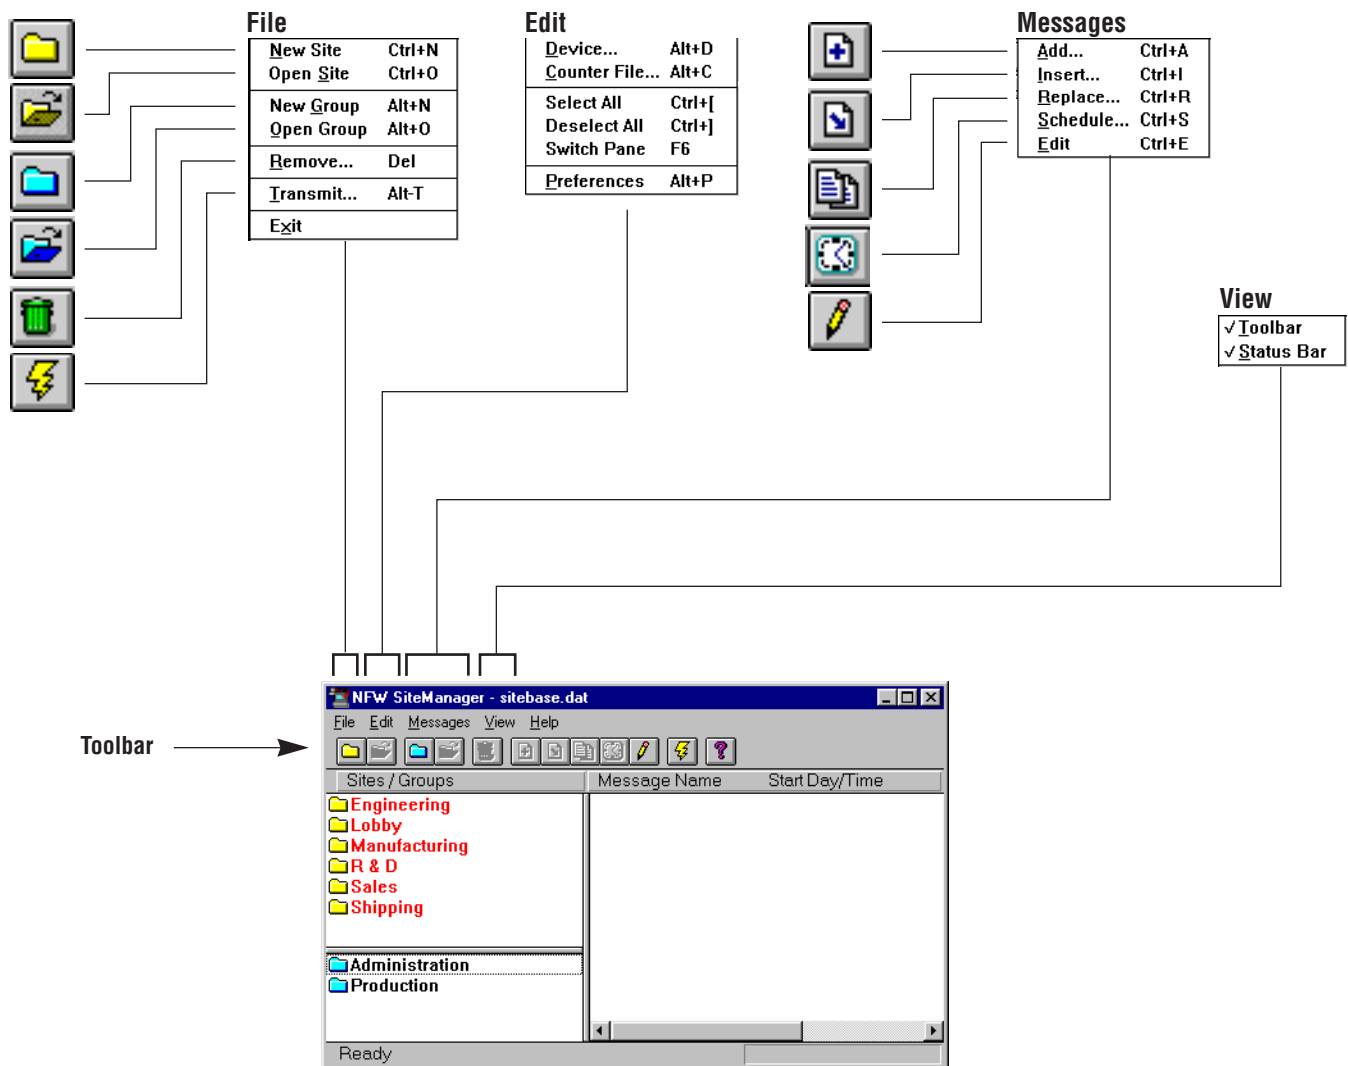 File
New Site Ctrl+N
Open Site Ctrl+O
New Group Alt+N
Open Group Alt+O
Remove... Del
Transmit... Alt-T
Exit
Edit
Device... Alt+D
Counter File... Alt+C
Select All Ctrl+[
Deselect All Ctrl+]
Switch Pane F6
Preferences Alt+P
Messages
Add... Ctrl+A
Insert... Ctrl+I
Replace... Ctrl+R
Schedule... Ctrl+S
Edit Ctrl+E
View
✓ Toolbar
✓ Status Bar
Toolbar
NFW SiteManager - sitebase.dat
File Edit Messages View Help
Sites / Groups Message Name Start Day/Time
Engineering
Lobby
Manufacturing
R & D
Sales
Shipping
Administration
Production
Ready